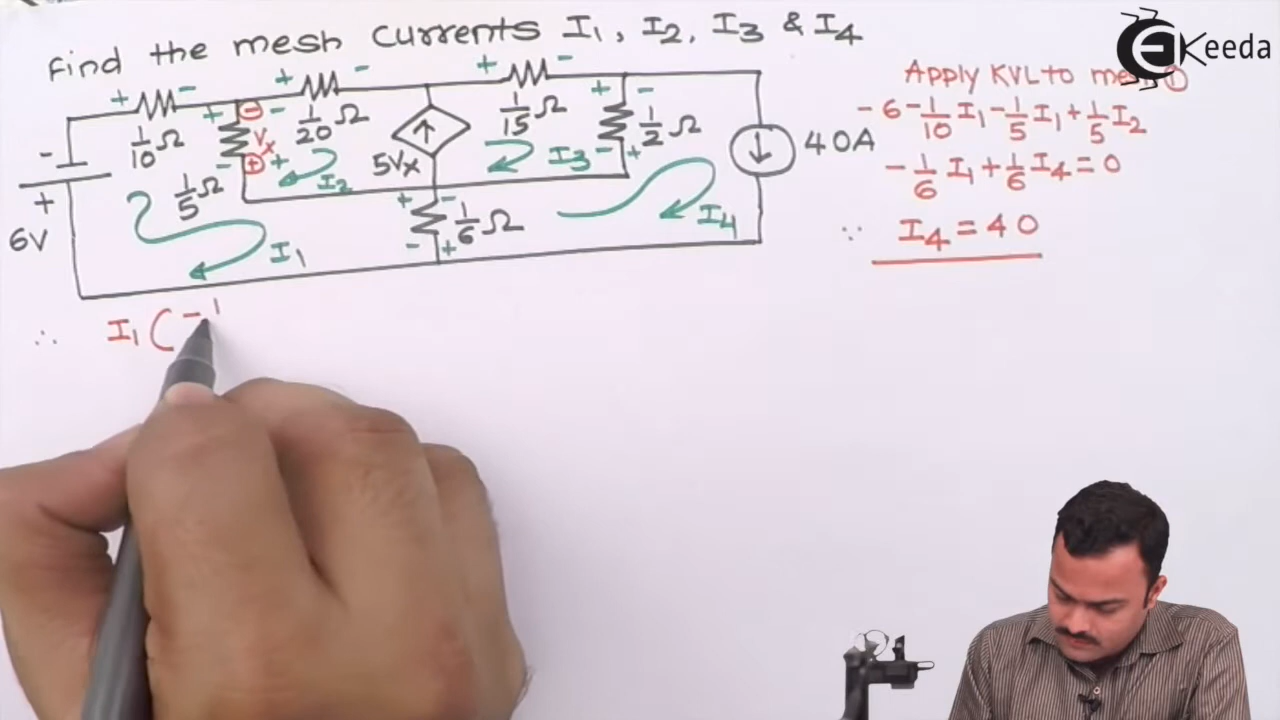 Find the mesh currents I₁, I₂, I₃ & I₄
Keeda
Apply KVL to mesh ①
- 6 - 1/10 I₁ - 1/5 I₁ + 1/5 I₂
- 1/6 I₁ + 1/6 I₄ = 0
∵ I₄ = 40
+ - + - + -
1/10 Ω
1/20 Ω
1/15 Ω
1/2 Ω
40A
1/5 Ω
Vx
5Vx
1/6 Ω
6V
I₁
I₂
I₃
I₄
∴ I₁ ( - 1